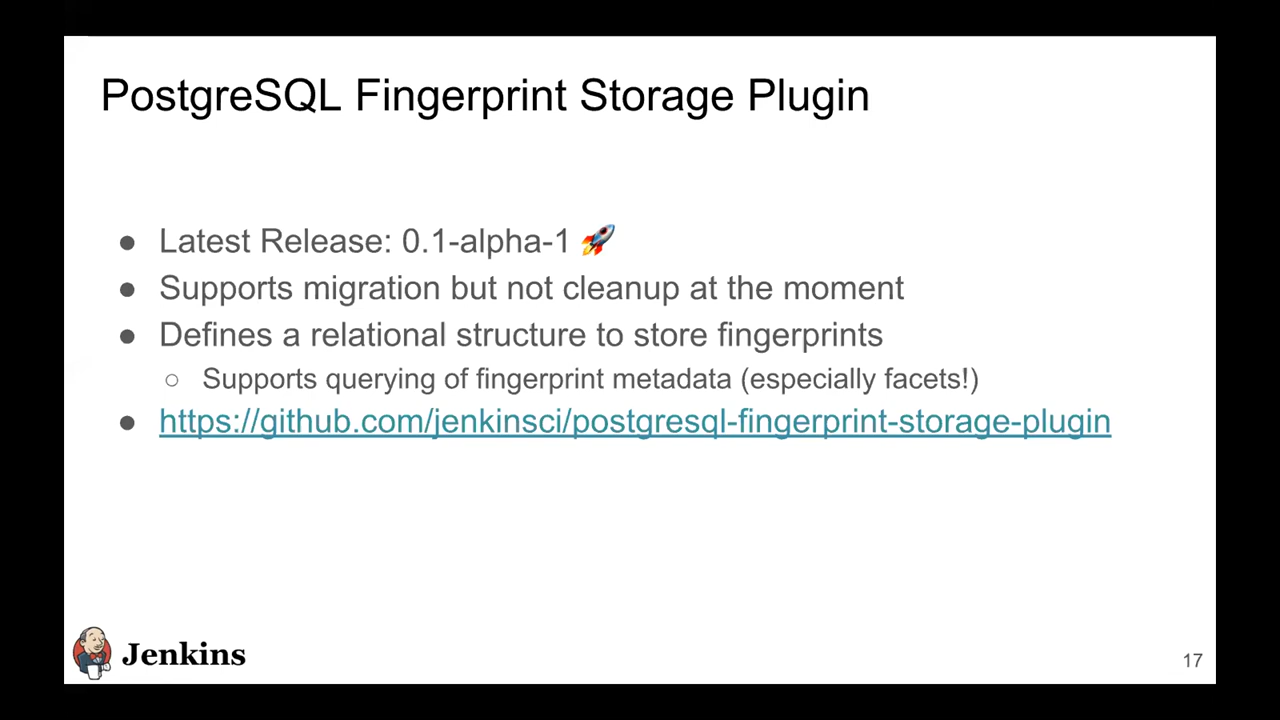 PostgreSQL Fingerprint Storage Plugin
● Latest Release: 0.1-alpha-1 🚀
● Supports migration but not cleanup at the moment
● Defines a relational structure to store fingerprints
○ Supports querying of fingerprint metadata (especially facets!)
● https://github.com/jenkinsci/postgresql-fingerprint-storage-plugin
Jenkins
17